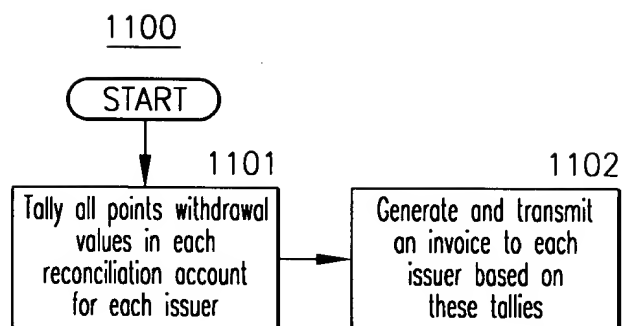 1100
START
1101
Tally all points withdrawal
values in each
reconciliation account
for each issuer
1102
Generate and transmit
an invoice to each
issuer based on
these tallies